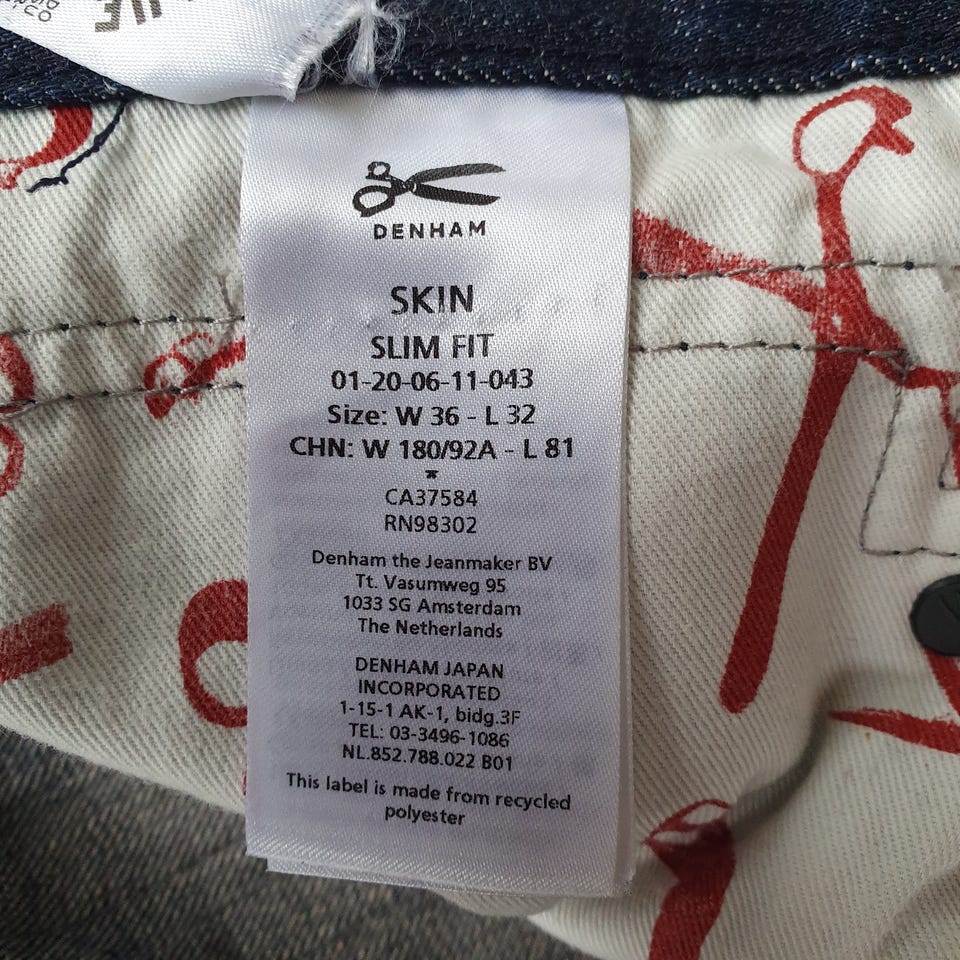 DENHAM
SKIN
SLIM FIT
01-20-06-11-043
Size: W 36 - L 32
CHN: W 180/92A - L 81
*
CA37584
RN98302
Denham the Jeanmaker BV
Tt. Vasumweg 95
1033 SG Amsterdam
The Netherlands
DENHAM JAPAN
INCORPORATED
1-15-1 AK-1, bidg.3F
TEL: 03-3496-1086
NL.852.788.022 B01
This label is made from recycled
polyester